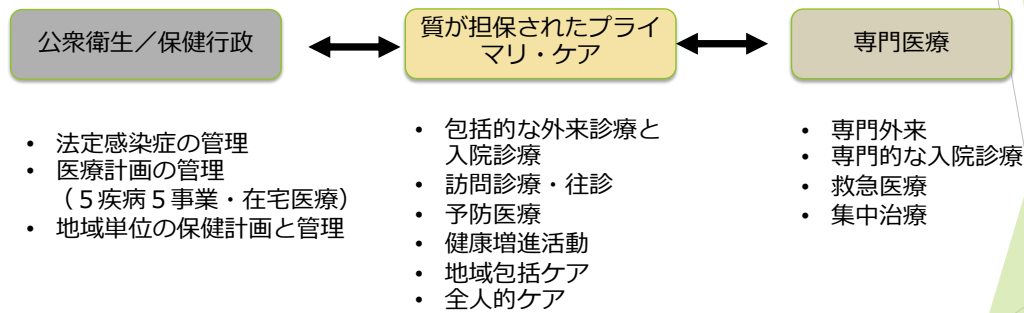 公衆衛生／保健行政
質が担保されたプライ
マリ・ケア
専門医療
• 法定感染症の管理
• 医療計画の管理
（５疾病５事業・在宅医療）
• 地域単位の保健計画と管理
• 包括的な外来診療と
入院診療
• 訪問診療・往診
• 予防医療
• 健康増進活動
• 地域包括ケア
• 全人的ケア
• 専門外来
• 専門的な入院診療
• 救急医療
• 集中治療